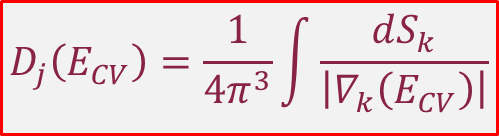 D_j(E_{CV}) = \frac{1}{4\pi^3} \int \frac{dS_k}{|\nabla_k(E_{CV})|}